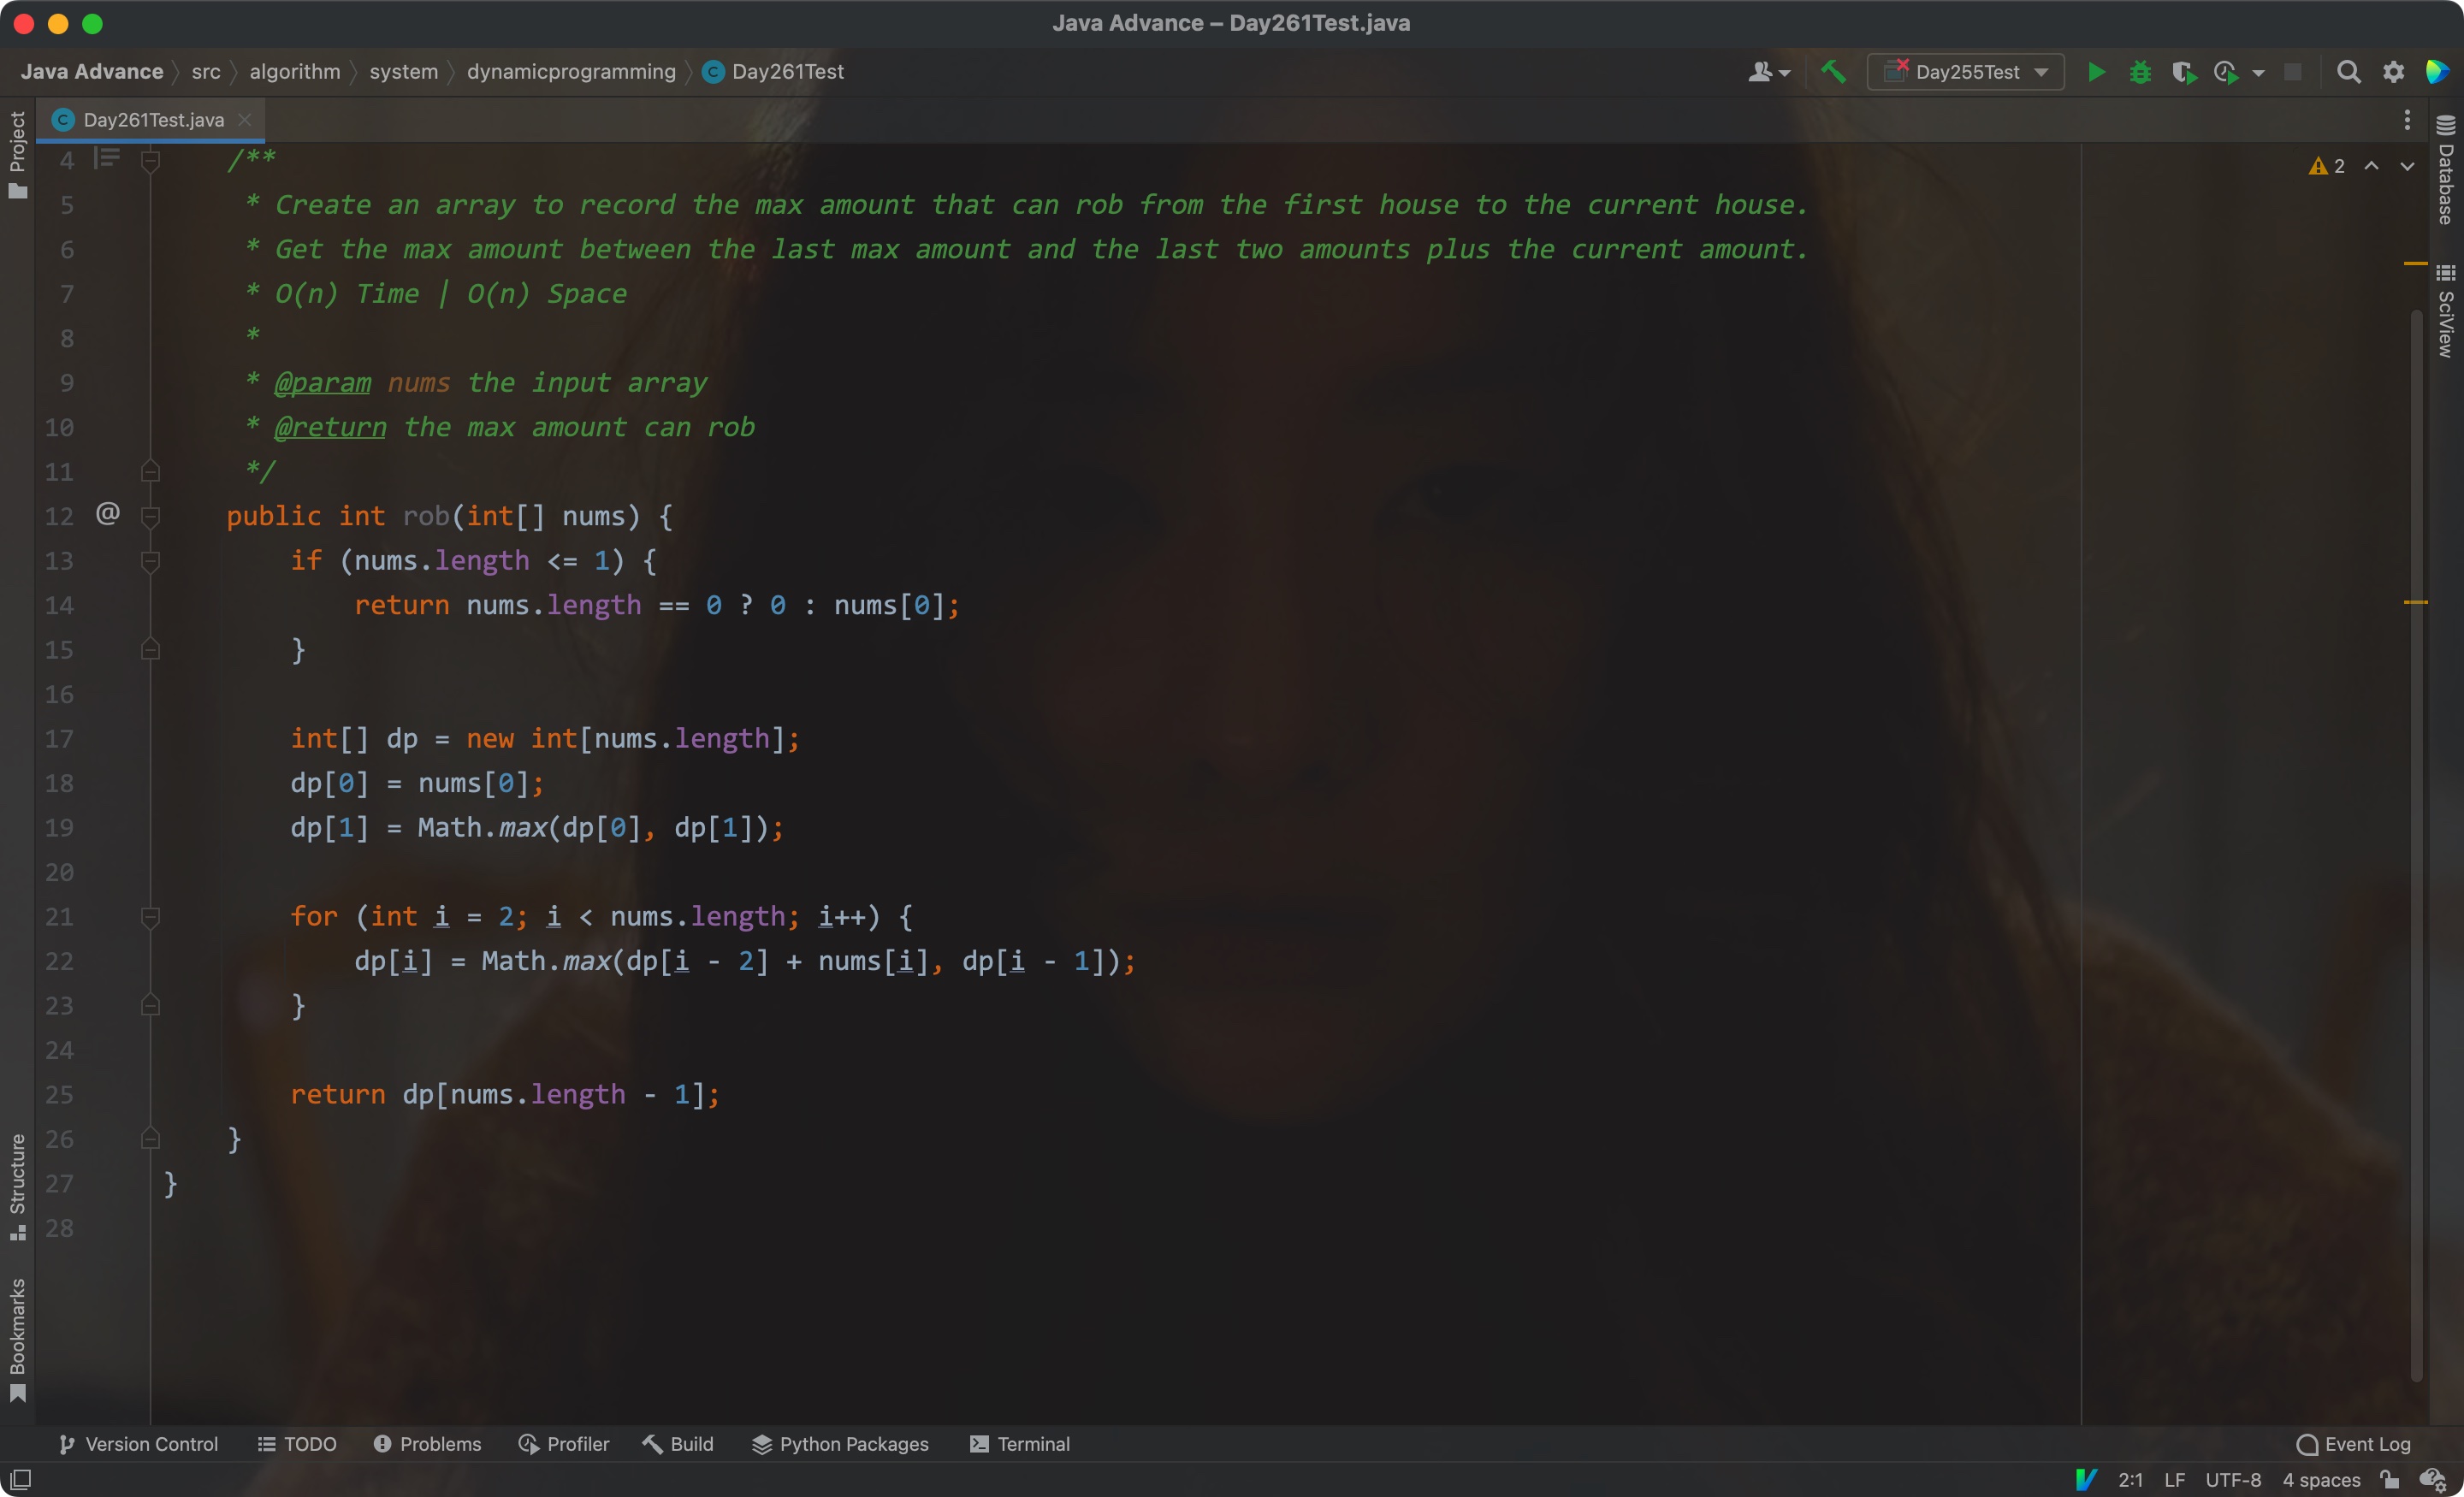 Java Advance – Day261Test.java
Java Advance src algorithm system dynamicprogramming Day261Test Day255Test
Project
Day261Test.java
Database
SciView
2
4 /**
5 * Create an array to record the max amount that can rob from the first house to the current house.
6 * Get the max amount between the last max amount and the last two amounts plus the current amount.
7 * O(n) Time | O(n) Space
8 *
9 * @param nums the input array
10 * @return the max amount can rob
11 */
12 @ public int rob(int[] nums) {
13 if (nums.length <= 1) {
14 return nums.length == 0 ? 0 : nums[0];
15 }
16
17 int[] dp = new int[nums.length];
18 dp[0] = nums[0];
19 dp[1] = Math.max(dp[0], dp[1]);
20
21 for (int i = 2; i < nums.length; i++) {
22 dp[i] = Math.max(dp[i - 2] + nums[i], dp[i - 1]);
23 }
24
25 return dp[nums.length - 1];
26 }
27 }
28
Structure
Bookmarks
Version Control TODO Problems Profiler Build Python Packages Terminal Event Log
2:1 LF UTF-8 4 spaces